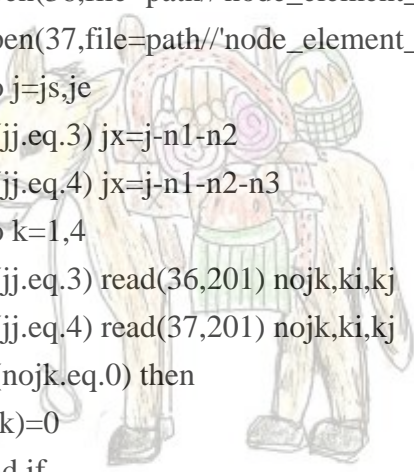 en(36,file=path//'node_element_
pen(37,file=path//'node_element_
o j=js,je
(jj.eq.3) jx=j-n1-n2
(jj.eq.4) jx=j-n1-n2-n3
o k=1,4
(jj.eq.3) read(36,201) nojk,ki,kj
(jj.eq.4) read(37,201) nojk,ki,kj
(nojk.eq.0) then
k)=0
d if